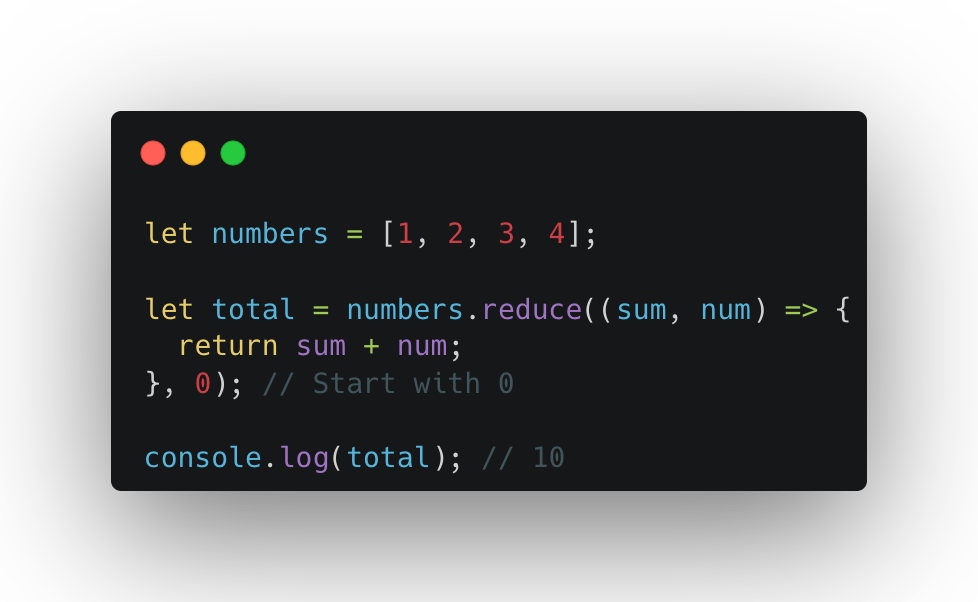 let numbers = [1, 2, 3, 4];
let total = numbers.reduce((sum, num) => {
  return sum + num;
}, 0); // Start with 0
console.log(total); // 10